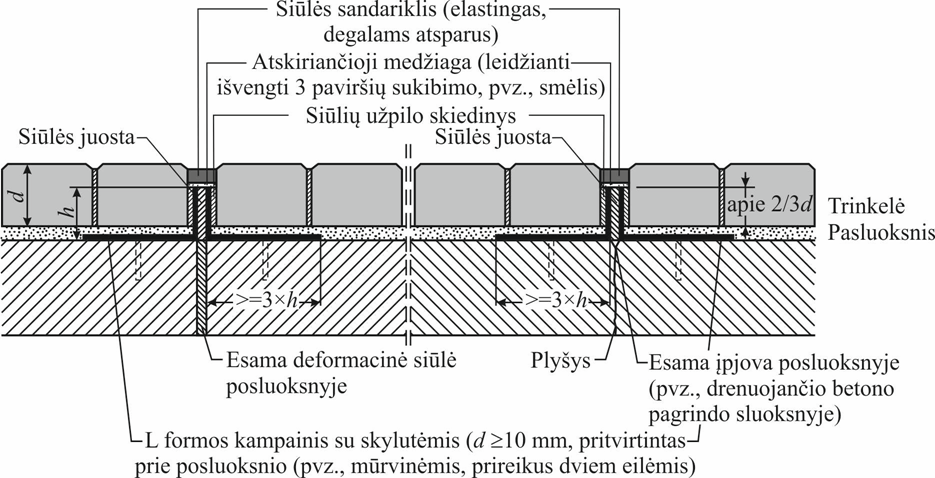 Siūlės sandariklis (elastingas,
degalams atsparus)
Atskiriančioji medžiaga (leidžianti
išvengti 3 paviršių sukibimo, pvz., smėlis)
Siūlių užpilo skiedinys
Siūlės juosta
Siūlės juosta
d
h
apie 2/3d
Trinkelė
Pasluoksnis
>=3×h
>=3×h
Esama deformacinė siūlė
posluoksnyje
Plyšys
Esama įpjova posluoksnyje
(pvz., drenuojančio betono
pagrindo sluoksnyje)
L formos kampainis su skylutėmis (d ≥10 mm, pritvirtintas
prie posluoksnio (pvz., mūrvinėmis, prireikus dviem eilėmis)